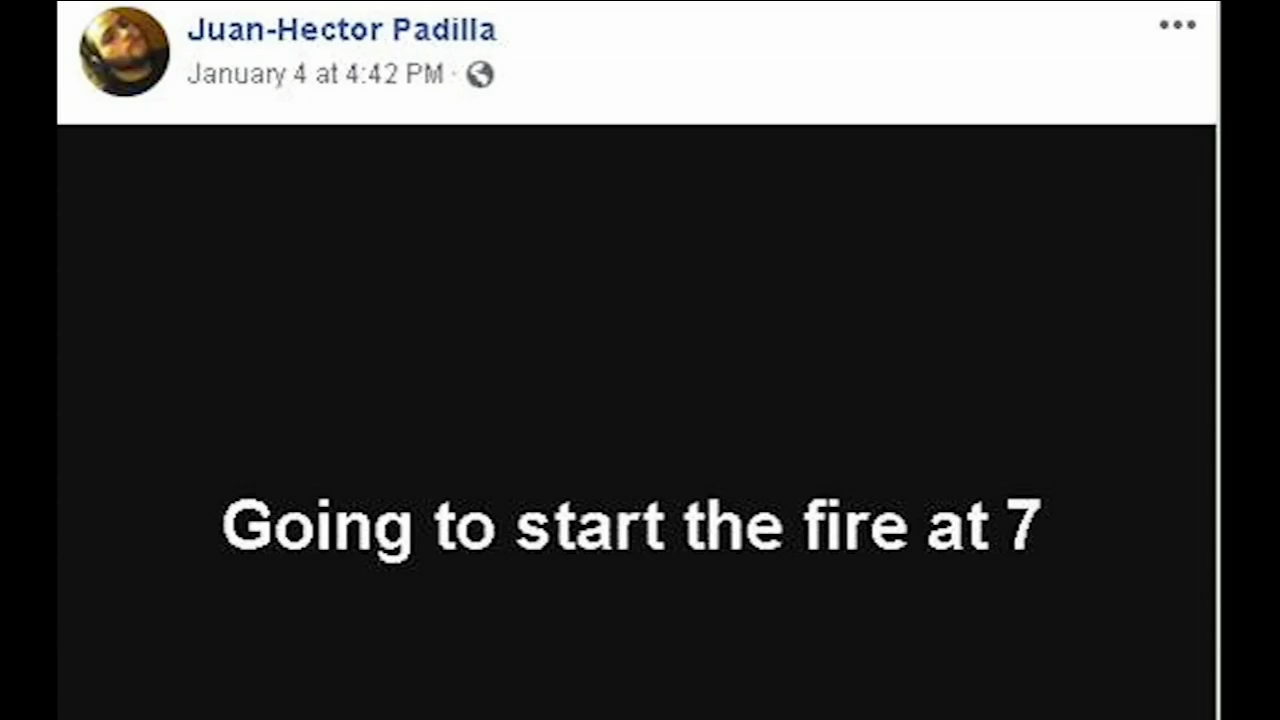 Juan-Hector Padilla
January 4 at 4:42 PM ·
Going to start the fire at 7